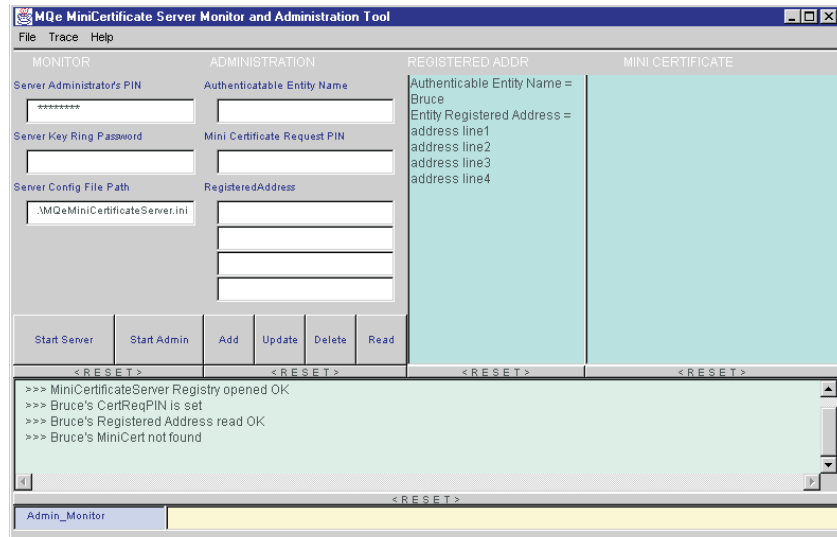 MQe MiniCertificate Server Monitor and Administration Tool
File Trace Help
MONITOR
Server Administrator's PIN
********
Server Key Ring Password
Server Config File Path
.\MQeMiniCertificateServer.ini
Start Server
Start Admin
<RESET>
ADMINISTRATION
Authenticatable Entity Name
Mini Certificate Request PIN
RegisteredAddress
Add
Update
Delete
Read
<RESET>
REGISTERED ADDR
Authenticable Entity Name =
Bruce
Entity Registered Address =
address line1
address line2
address line3
address line4
<RESET>
MINI CERTIFICATE
<RESET>
>>> MiniCertificateServer Registry opened OK
>>> Bruce's CertReqPIN is set
>>> Bruce's Registered Address read OK
>>> Bruce's MiniCert not found
<RESET>
Admin_Monitor